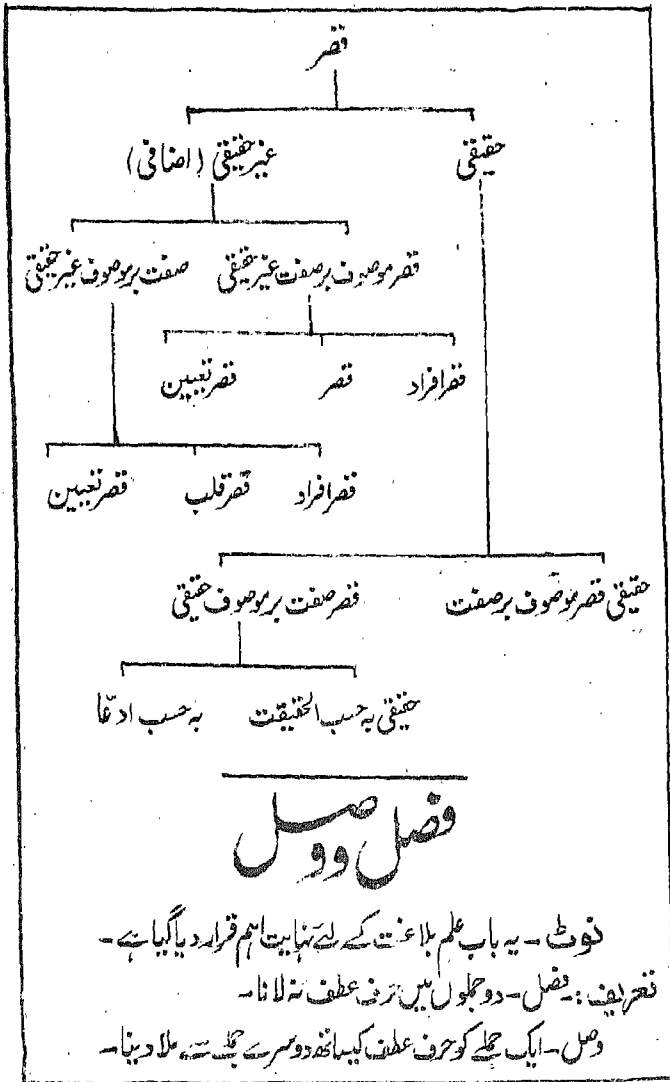 قصر
حقیقی غیر حقیقی (اضافی)
قصر موصوف بر صفت غیر حقیقی صفت بر موصوف غیر حقیقی
قصر افراد قصر قصر تعیین
قصر افراد قصر قلب قصر تعیین
حقیقی قصر موصوف بر صفت قصر صفت بر موصوف حقیقی
حقیقی بہ حسب الحقیقت بہ حسب ادّعا
فصل و وصل
نوٹ ۔ یہ باب علم بلاغت کے لئے نہایت اہم قرار دیا گیا ہے ۔
تعریف :۔ فصل ۔ دو جملوں میں حرف عطف نہ لانا ۔
وصل ۔ ایک جملے کو حرف عطف کیساتھ دوسرے جملے سے ملا دینا ۔